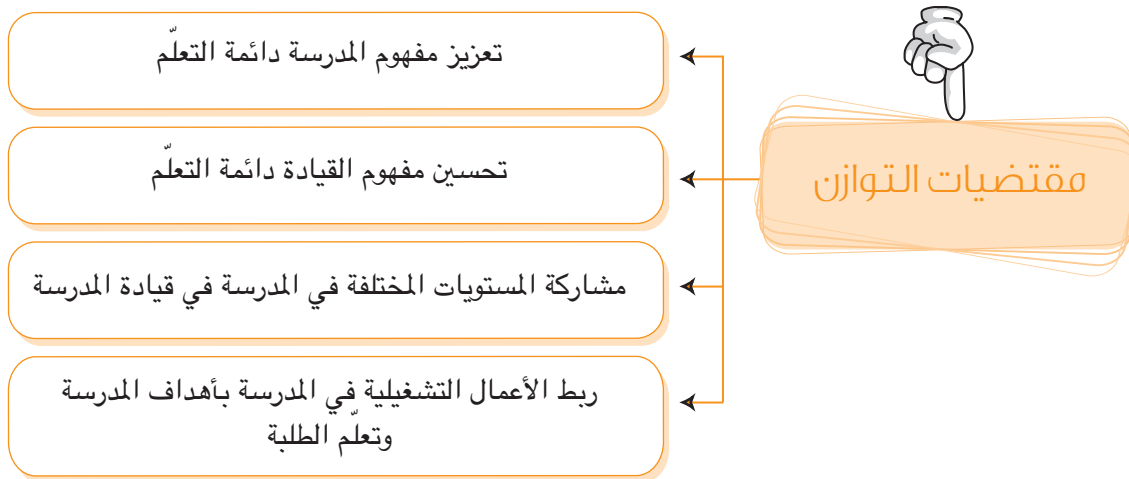 مقتضيات التوازن
تعزيز مفهوم المدرسة دائمة التعلّم
تحسين مفهوم القيادة دائمة التعلّم
مشاركة المستويات المختلفة في المدرسة في قيادة المدرسة
ربط الأعمال التشغيلية في المدرسة بأهداف المدرسة
وتعلّم الطلبة